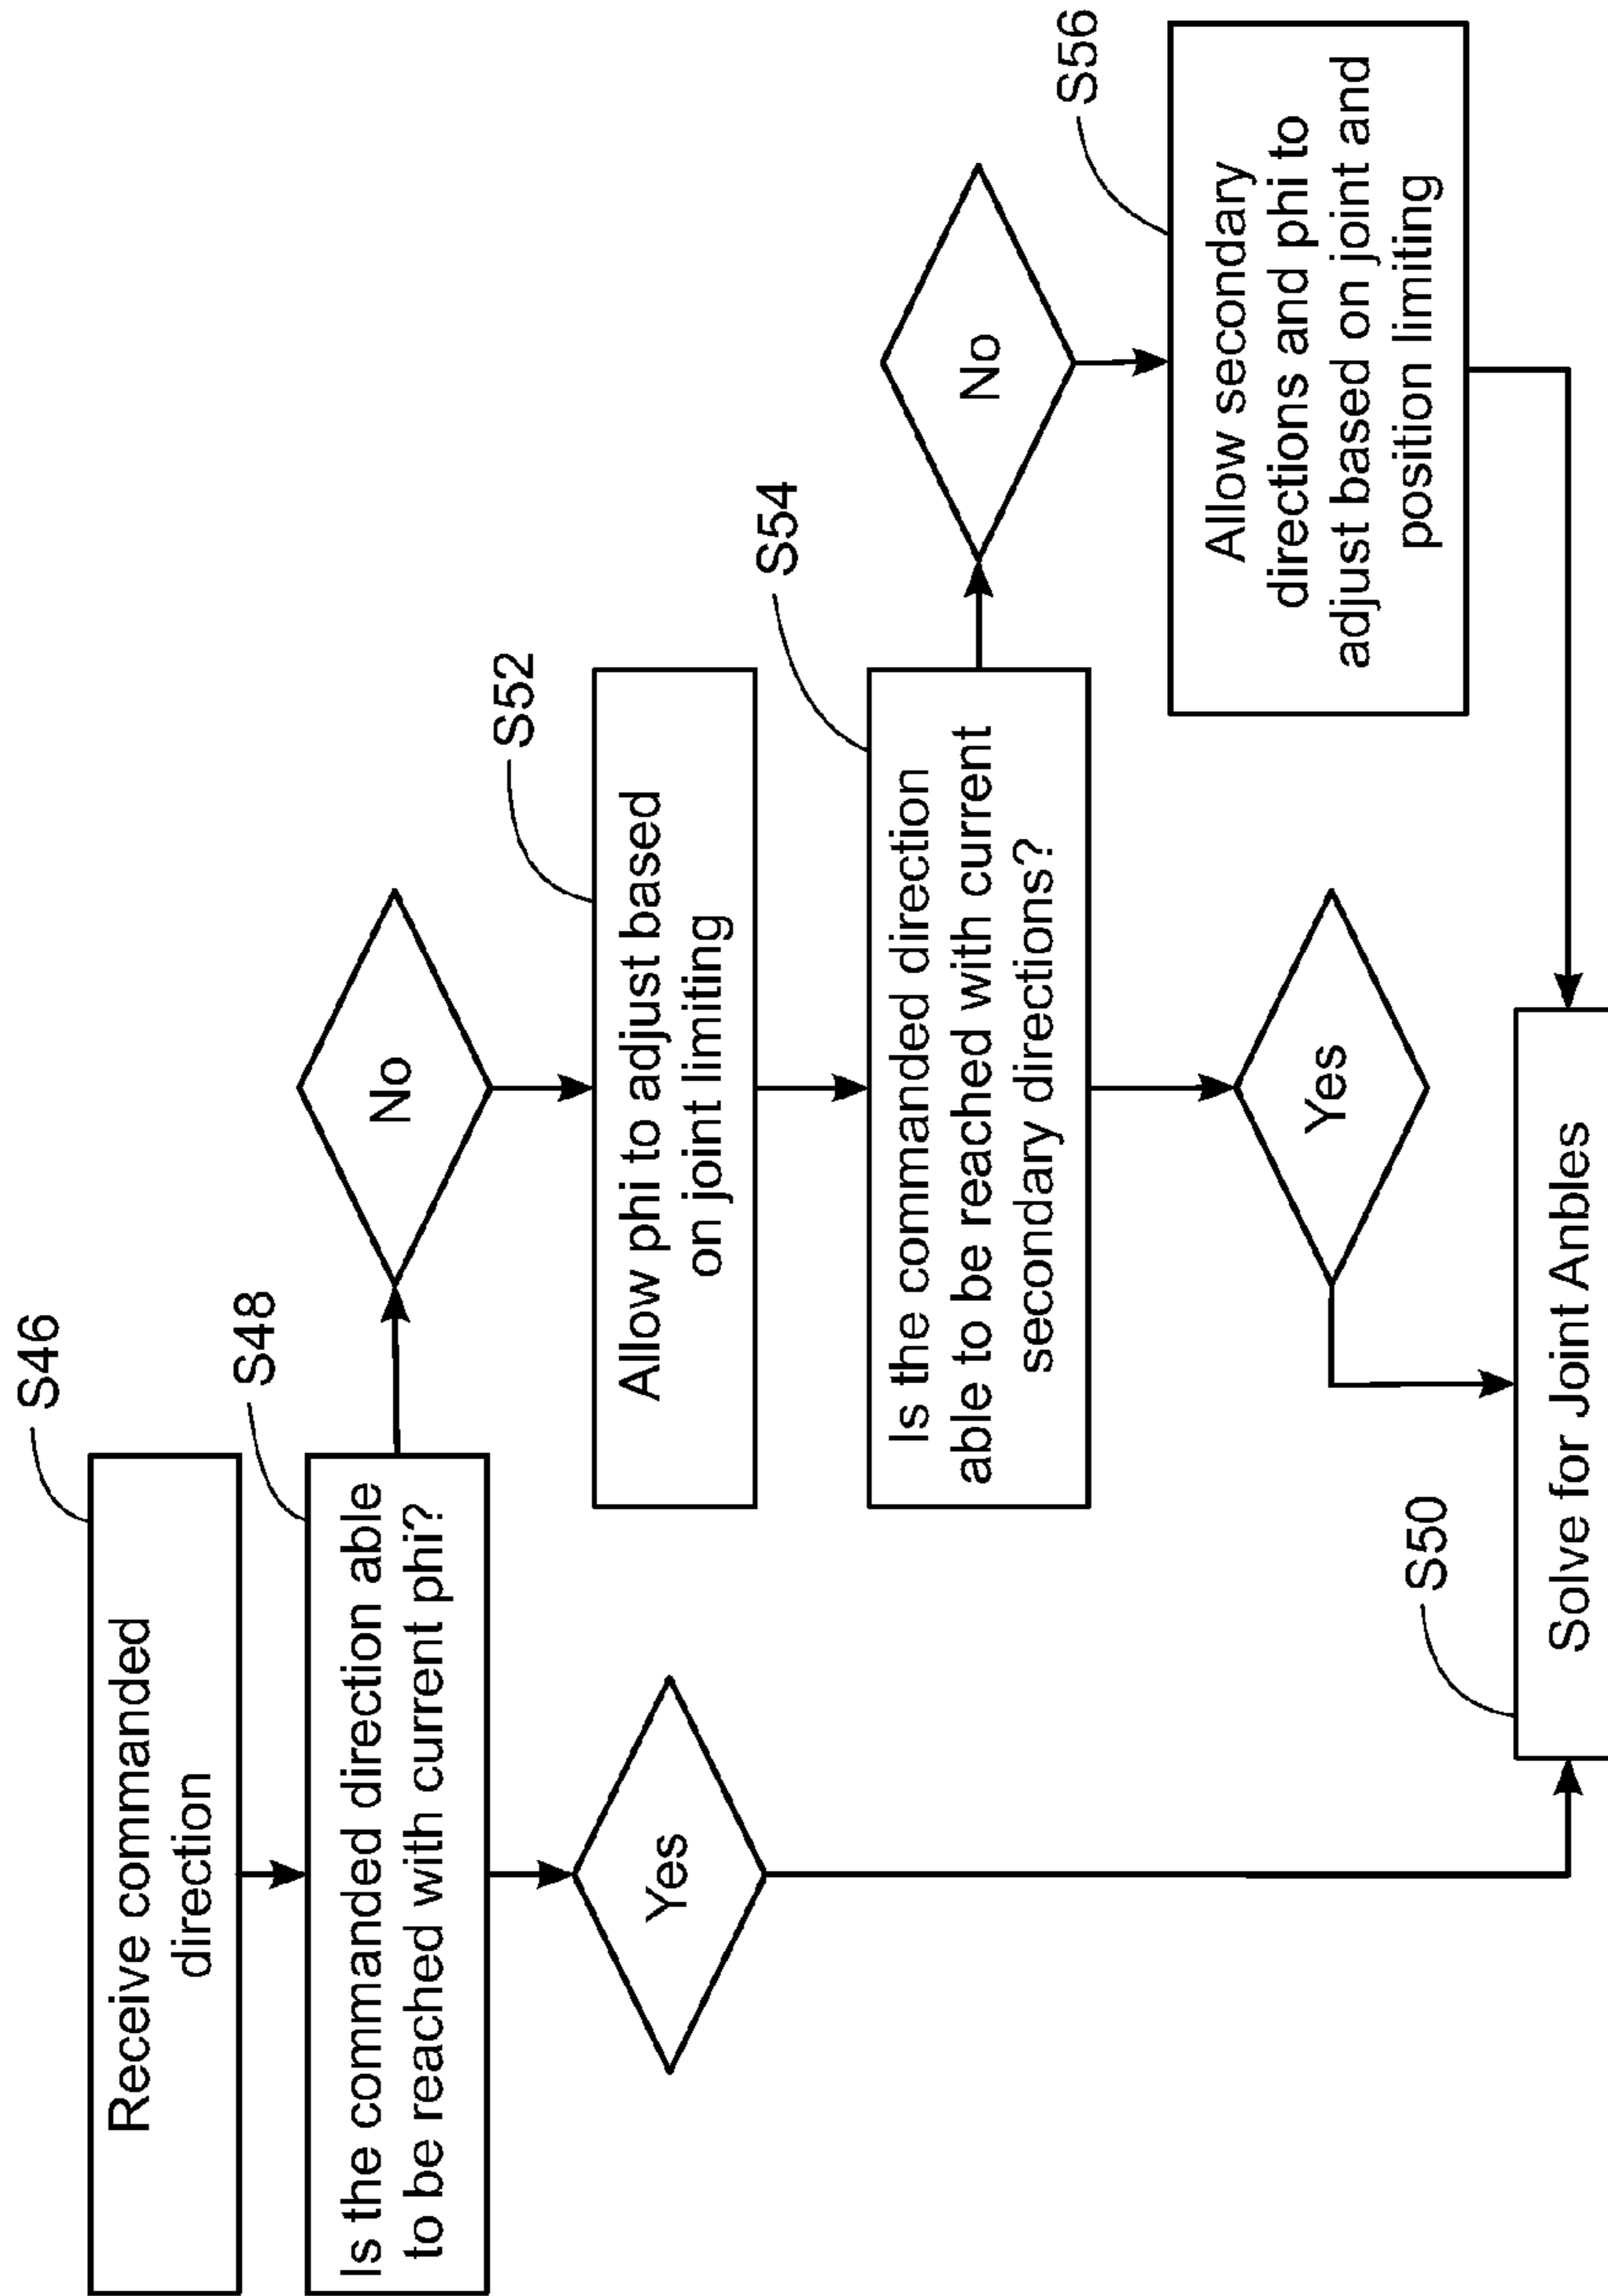 S46
Receive commanded
direction
S48
Is the commanded direction able
to be reached with current phi?
No
Yes
S52
Allow phi to adjust based
on joint limiting
S54
Is the commanded direction
able to be reached with current
secondary directions?
No
Yes
S56
Allow secondary
directions and phi to
adjust based on joint and
position limiting
S50
Solve for Joint Anbles